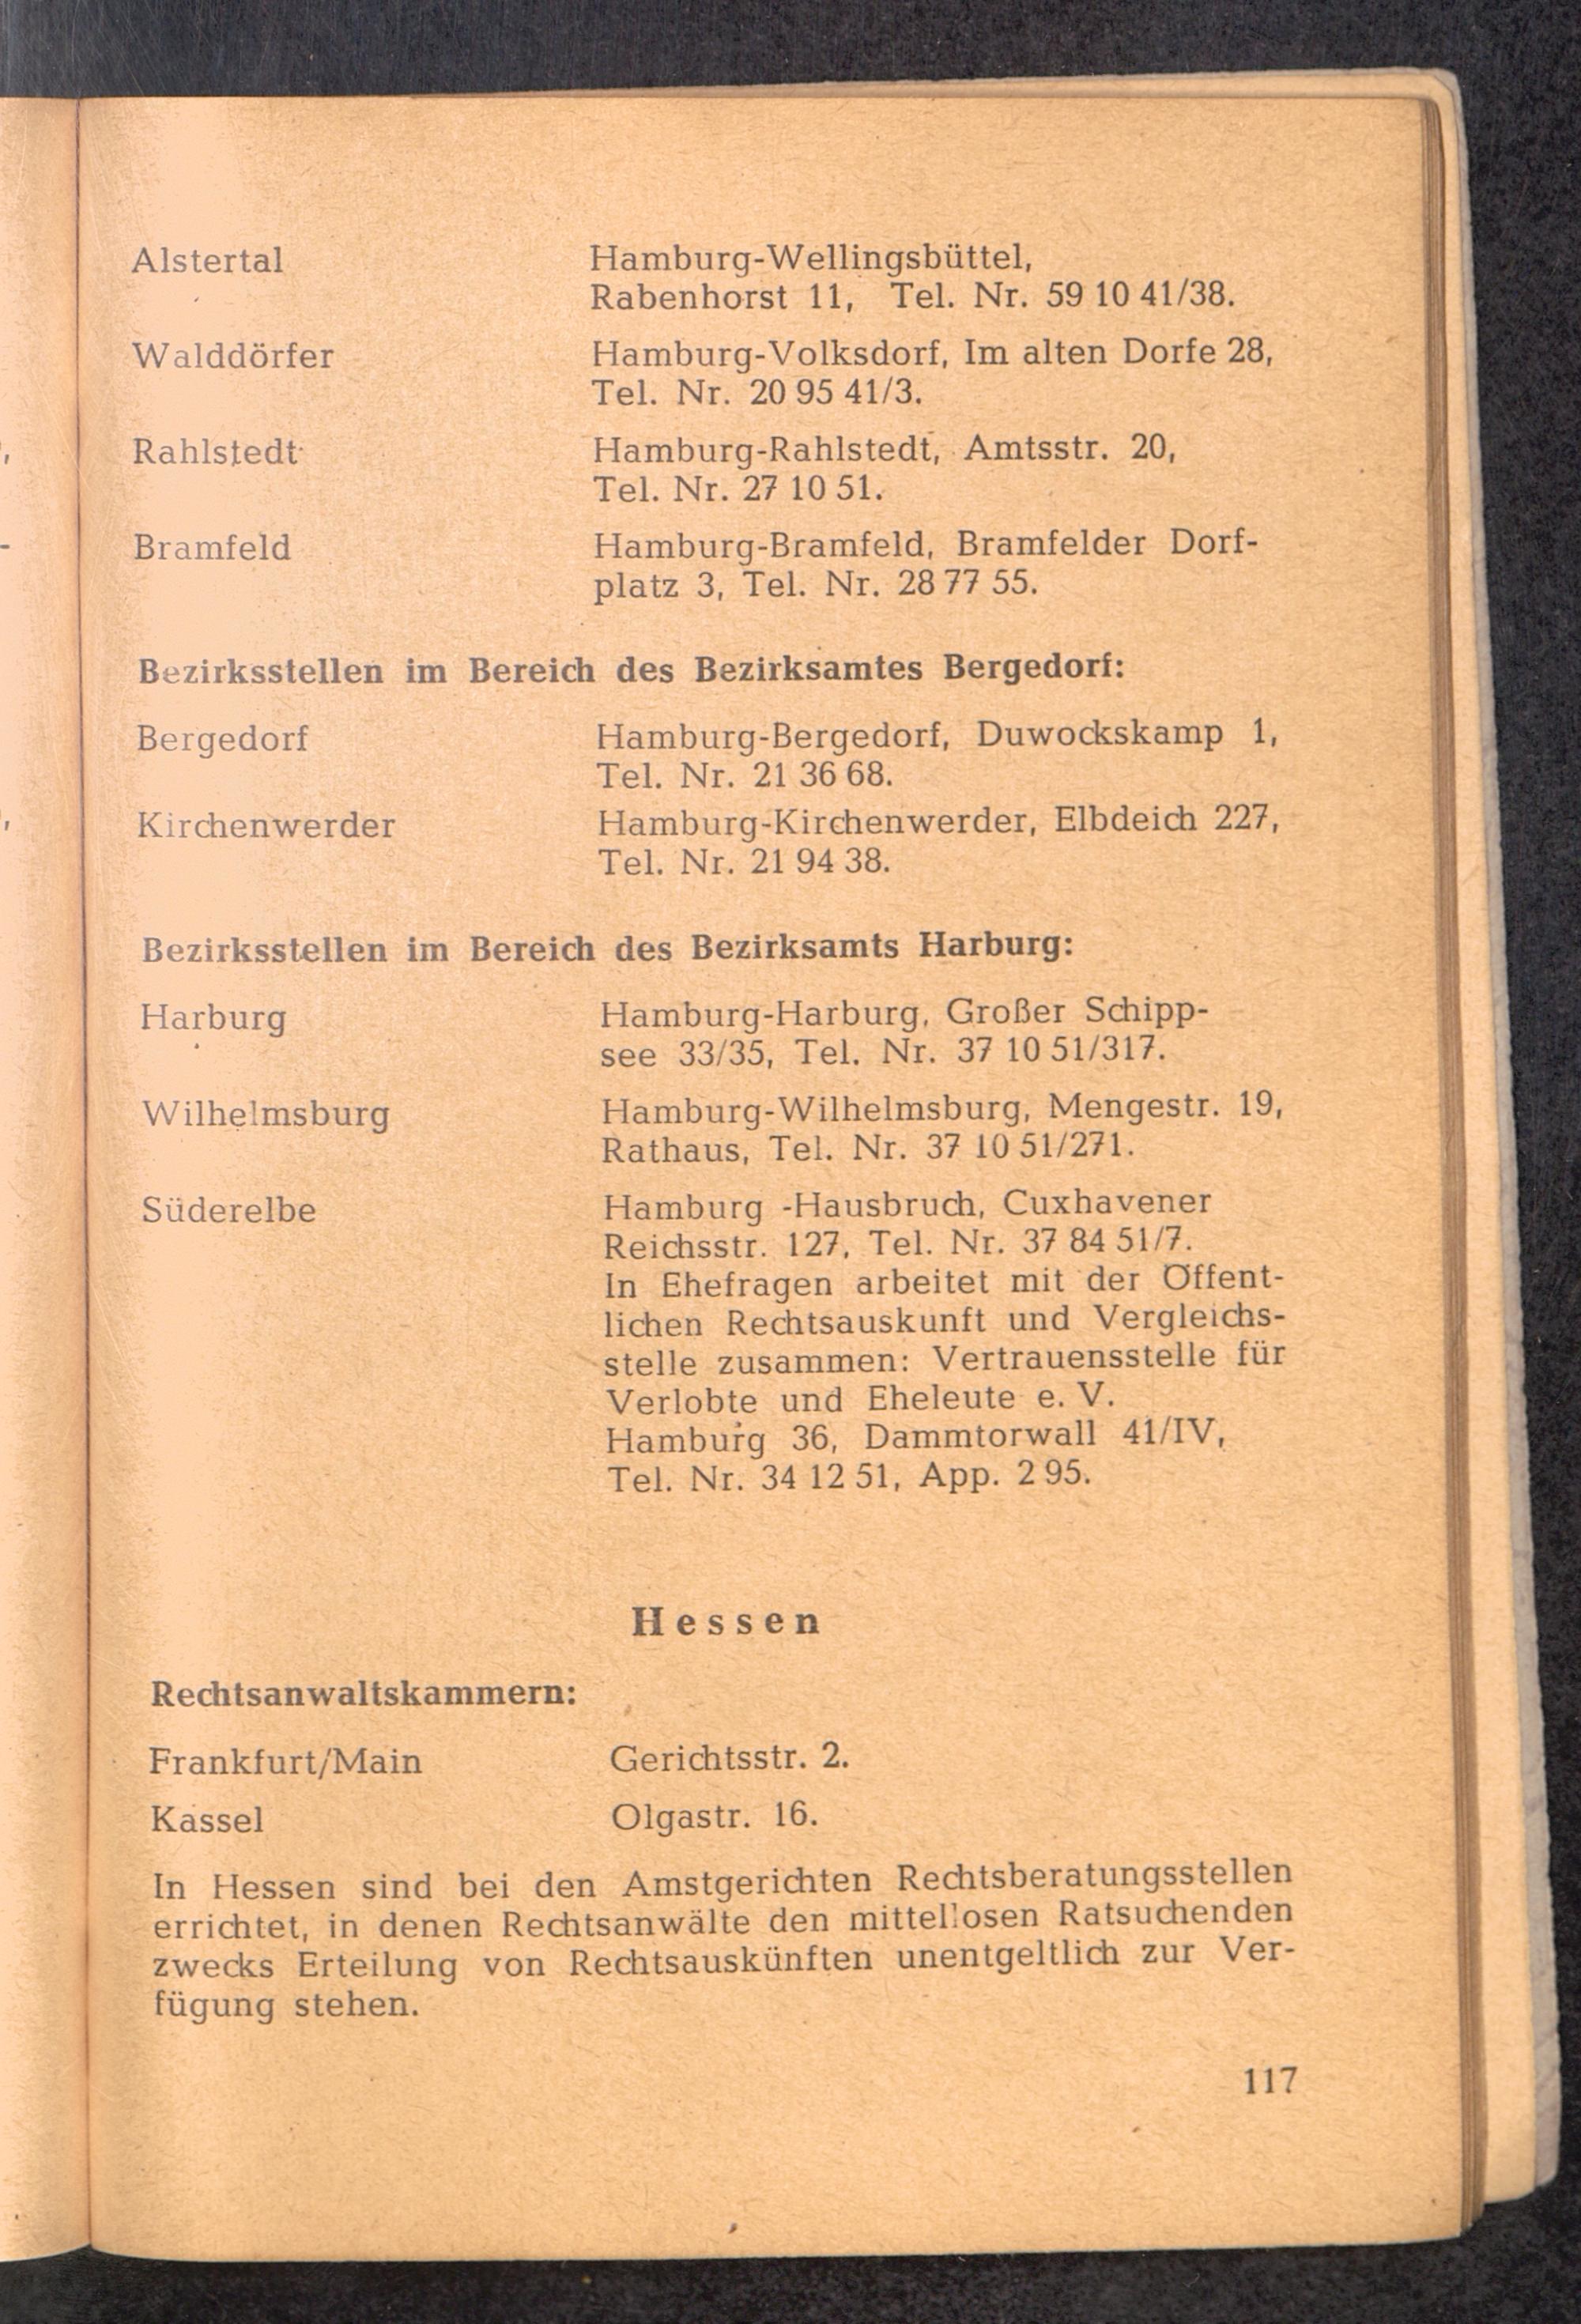 Alstertal Hamburg-Wellingsbüttel,
Rabenhorst 11, Tel. Nr. 59 10 41/38.
Walddörfer Hamburg-Volksdorf, Im alten Dorfe 28,
Tel. Nr. 20 95 41/3.
Rahlstedt Hamburg-Rahlstedt, Amtsstr. 20,
Tel. Nr. 27 10 51.
Bramfeld Hamburg-Bramfeld, Bramfelder Dorf-
platz 3, Tel. Nr. 28 77 55.
Bezirksstellen im Bereich des Bezirksamtes Bergedorf:
Bergedorf Hamburg-Bergedorf, Duwockskamp 1,
Tel. Nr. 21 36 68.
Kirchenwerder Hamburg-Kirchenwerder, Elbdeich 227,
Tel. Nr. 21 94 38.
Bezirksstellen im Bereich des Bezirksamts Harburg:
Harburg Hamburg-Harburg, Großer Schipp-
see 33/35, Tel. Nr. 37 10 51/317.
Wilhelmsburg Hamburg-Wilhelmsburg, Mengestr. 19,
Rathaus, Tel. Nr. 37 10 51/271.
Süderelbe Hamburg -Hausbruch, Cuxhavener
Reichsstr. 127, Tel. Nr. 37 84 51/7.
In Ehefragen arbeitet mit der Öffent-
lichen Rechtsauskunft und Vergleichs-
stelle zusammen: Vertrauensstelle für
Verlobte und Eheleute e. V.
Hamburg 36, Dammtorwall 41/IV,
Tel. Nr. 34 12 51, App. 2 95.
Hessen
Rechtsanwaltskammern:
Frankfurt/Main Gerichtsstr. 2.
Kassel Olgastr. 16.
In Hessen sind bei den Amstgerichten Rechtsberatungsstellen
errichtet, in denen Rechtsanwälte den mittellosen Ratsuchenden
zwecks Erteilung von Rechtsauskünften unentgeltlich zur Ver-
fügung stehen.
117